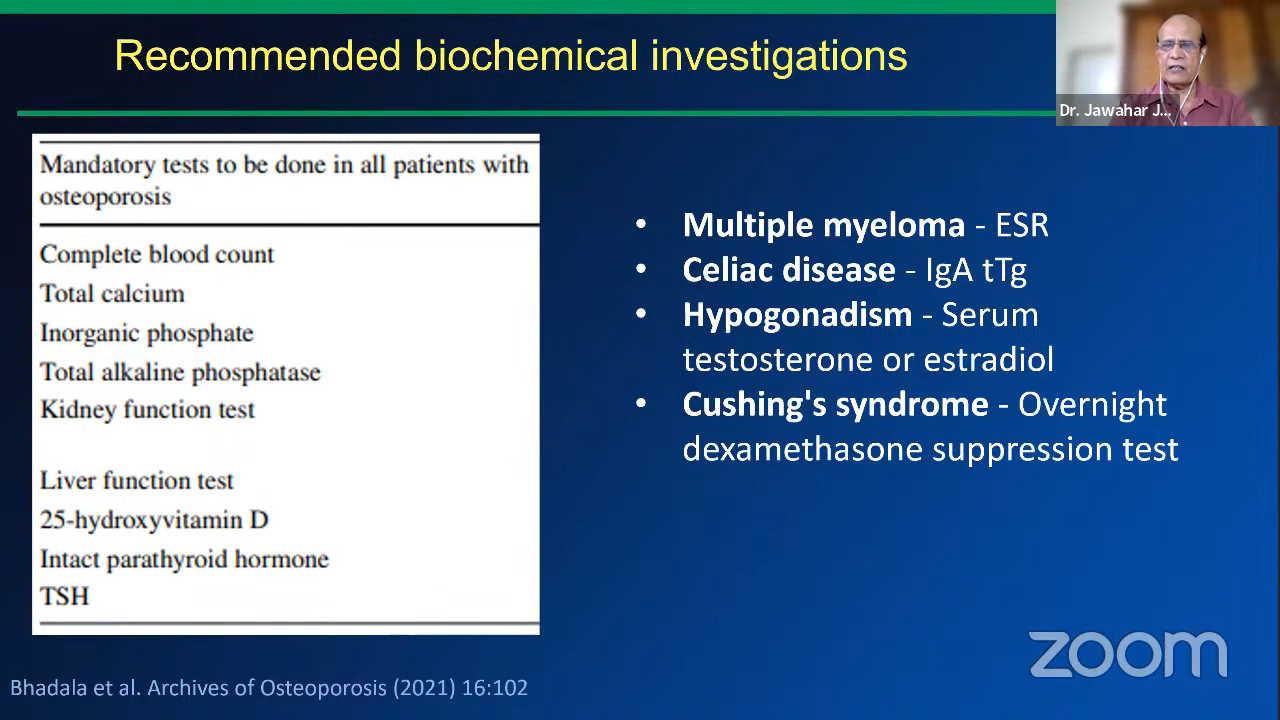 Recommended biochemical investigations
Dr. Jawahar J...
Mandatory tests to be done in all patients with
osteoporosis
Complete blood count
Total calcium
Inorganic phosphate
Total alkaline phosphatase
Kidney function test
Liver function test
25-hydroxyvitamin D
Intact parathyroid hormone
TSH
• Multiple myeloma - ESR
• Celiac disease - IgA tTg
• Hypogonadism - Serum
testosterone or estradiol
• Cushing's syndrome - Overnight
dexamethasone suppression test
zoom
Bhadala et al. Archives of Osteoporosis (2021) 16:102